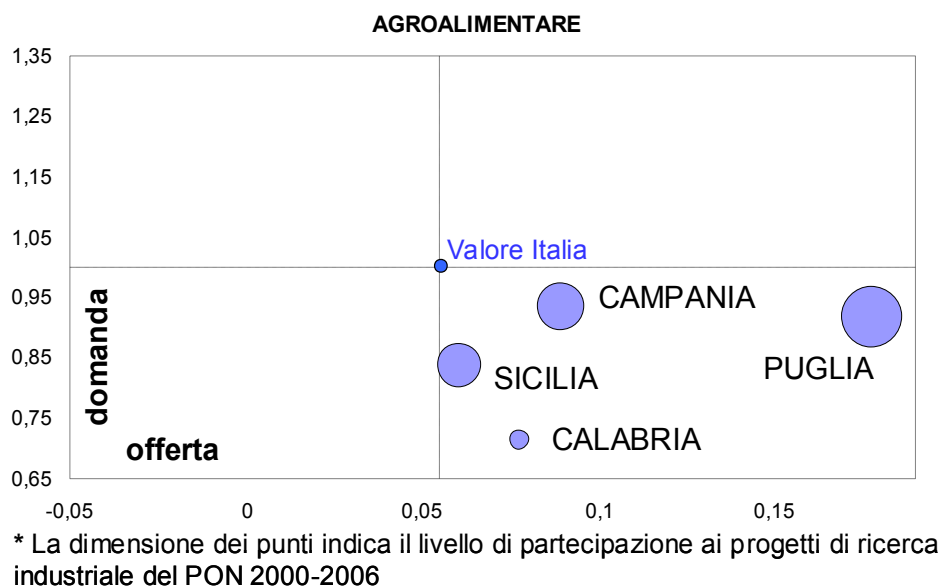 AGROALIMENTARE
1,35
1,25
1,15
1,05
Valore Italia
0,95
CAMPANIA
domanda
PUGLIA
0,85
SICILIA
0,75
CALABRIA
offerta
0,65
-0,05 0 0,05 0,1 0,15
* La dimensione dei punti indica il livello di partecipazione ai progetti di ricerca
industriale del PON 2000-2006